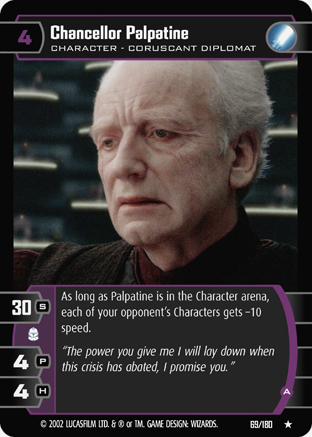 4
Chancellor Palpatine
CHARACTER - CORUSCANT DIPLOMAT
30 S
As long as Palpatine is in the Character arena,
each of your opponent's Characters gets –10
speed.
4 P
"The power you give me I will lay down when
this crisis has abated, I promise you."
4 H
A
© 2002 LUCASFILM LTD. & ® or TM. GAME DESIGN: WIZARDS. 69/180